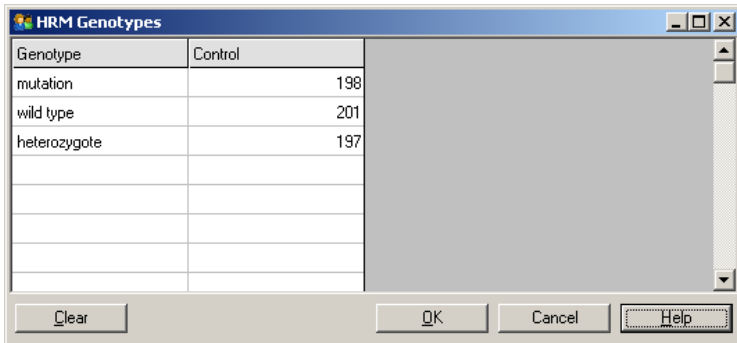 HRM Genotypes
Genotype Control
mutation 198
wild type 201
heterozygote 197
Clear OK Cancel Help